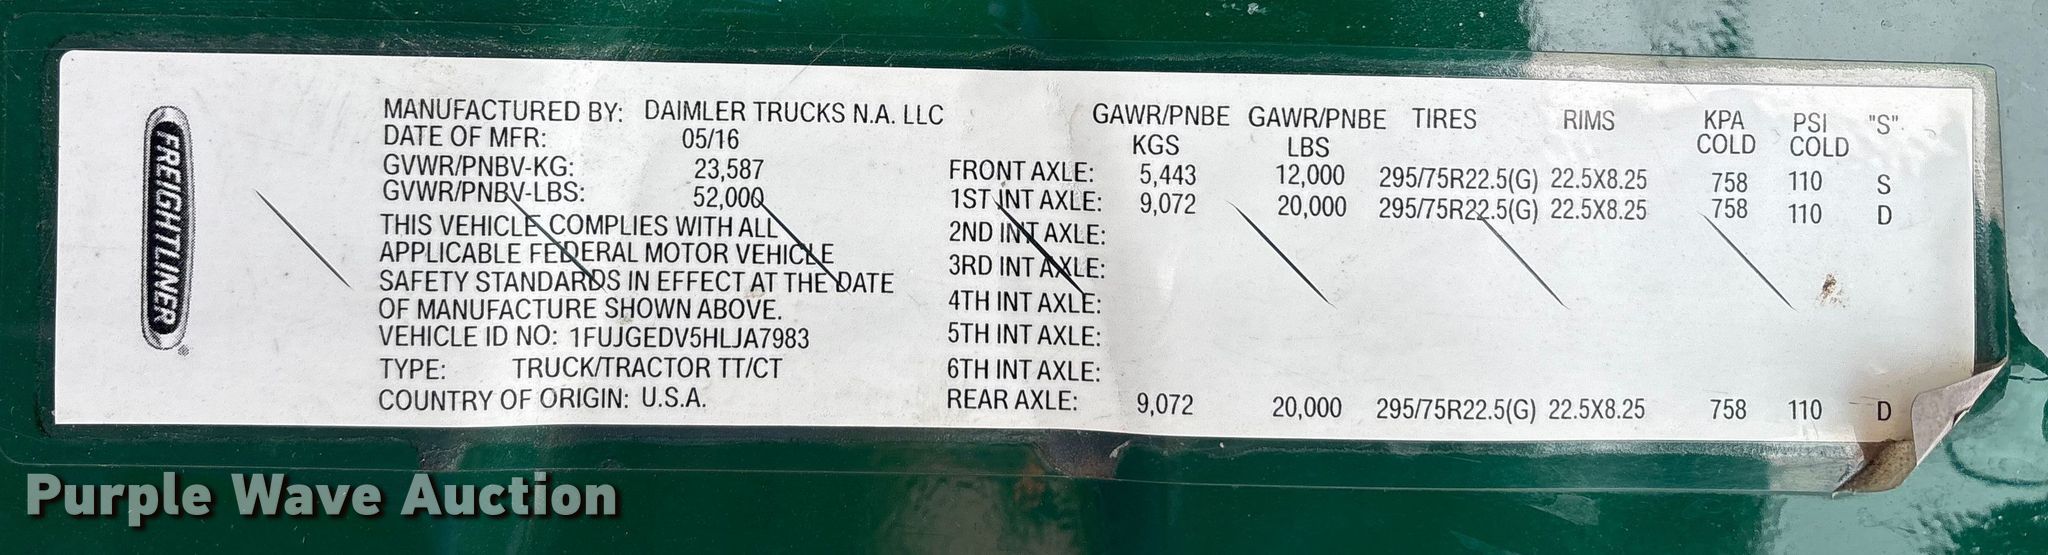 FREIGHTLINER®
MANUFACTURED BY: DAIMLER TRUCKS N.A. LLC
DATE OF MFR: 05/16
GVWR/PNBV-KG: 23,587
GVWR/PNBV-LBS: 52,000
THIS VEHICLE COMPLIES WITH ALL
APPLICABLE FEDERAL MOTOR VEHICLE
SAFETY STANDARDS IN EFFECT AT THE DATE
OF MANUFACTURE SHOWN ABOVE.
VEHICLE ID NO: 1FUJGEDV5HLJA7983
TYPE: TRUCK/TRACTOR TT/CT
COUNTRY OF ORIGIN: U.S.A.
GAWR/PNBE GAWR/PNBE TIRES RIMS KPA PSI "S"
KGS LBS COLD COLD
FRONT AXLE: 5,443 12,000 295/75R22.5(G) 22.5X8.25 758 110 S
1ST INT AXLE: 9,072 20,000 295/75R22.5(G) 22.5X8.25 758 110 D
2ND INT AXLE:
3RD INT AXLE:
4TH INT AXLE:
5TH INT AXLE:
6TH INT AXLE:
REAR AXLE: 9,072 20,000 295/75R22.5(G) 22.5X8.25 758 110 D
Purple Wave Auction